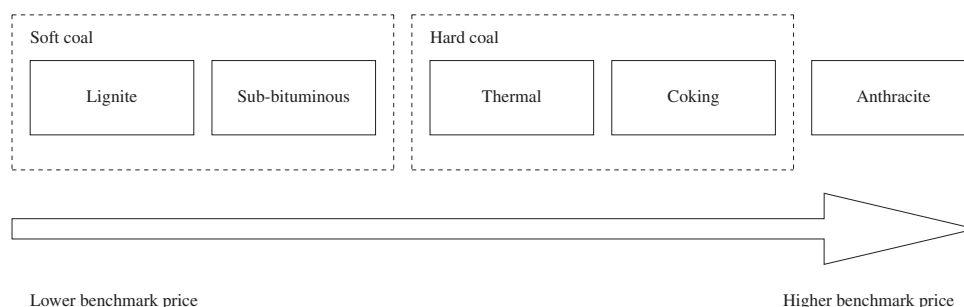 Soft coal
Hard coal
Lignite
Sub-bituminous
Thermal
Coking
Anthracite
Lower benchmark price
Higher benchmark price